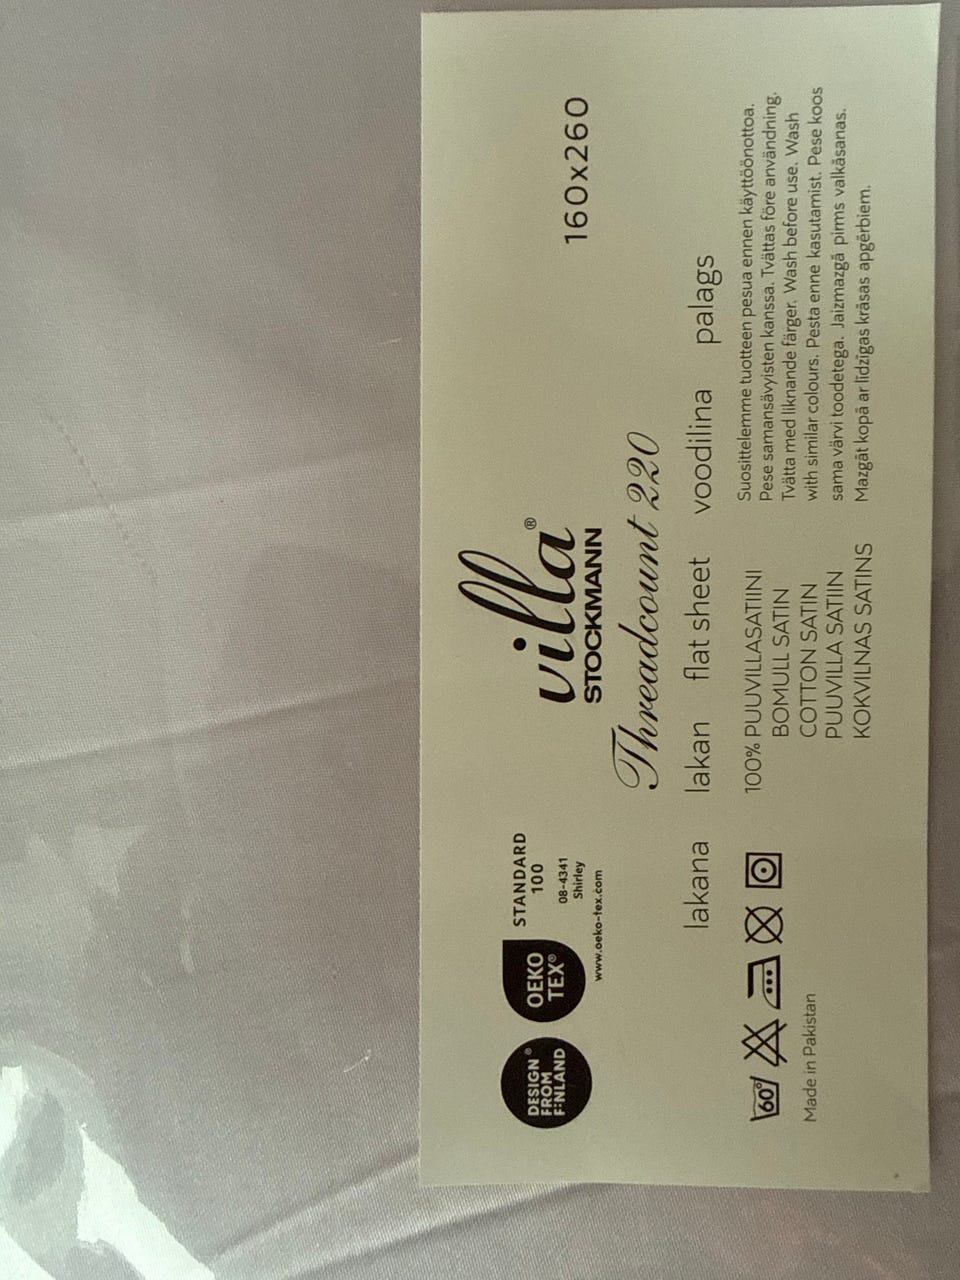 DESIGN®
FROM
FINLAND
OEKO
TEX®
STANDARD
100
08-4341
Shirley
www.oeko-tex.com
villa®
STOCKMANN
160x260
Threadcount 220
lakana lakan flat sheet voodilina palags
60°
Made in Pakistan
100% PUUVILLASATIINI
BOMULL SATIN
COTTON SATIN
PUUVILLA SATIIN
KOKVILNAS SATINS
Suosittelemme tuotteen pesua ennen käyttöönottoa.
Pese samansävyisten kanssa. Tvättas före användning.
Tvätta med liknande färger. Wash before use. Wash
with similar colours. Pesta enne kasutamist. Pese koos
sama värvi toodetega. Jaizmazgā pirms valkāsanas.
Mazgāt kopā ar līdzīgas krāsas apģērbiem.